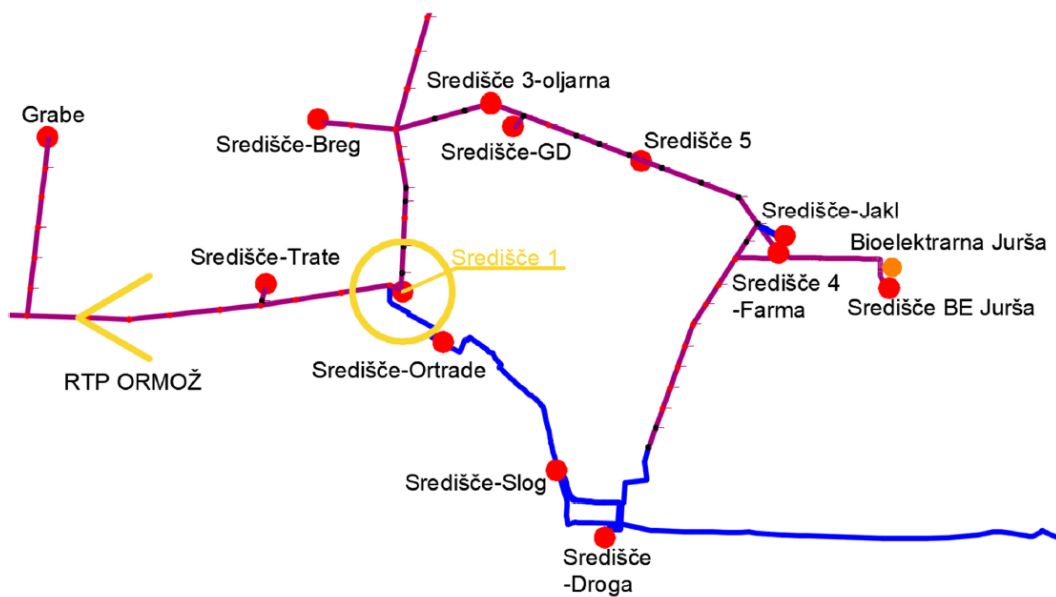 Središče 3-oljarna
Grabe
Središče-Breg
Središče-GD
Središče 5
Središče-Jakl
Središče-Trate
Središče 1
Bioelektrarna Jurša
Središče 4
-Farma
Središče BE Jurša
RTP ORMOŽ
Središče-Ortrade
Središče-Slog
Središče
-Droga